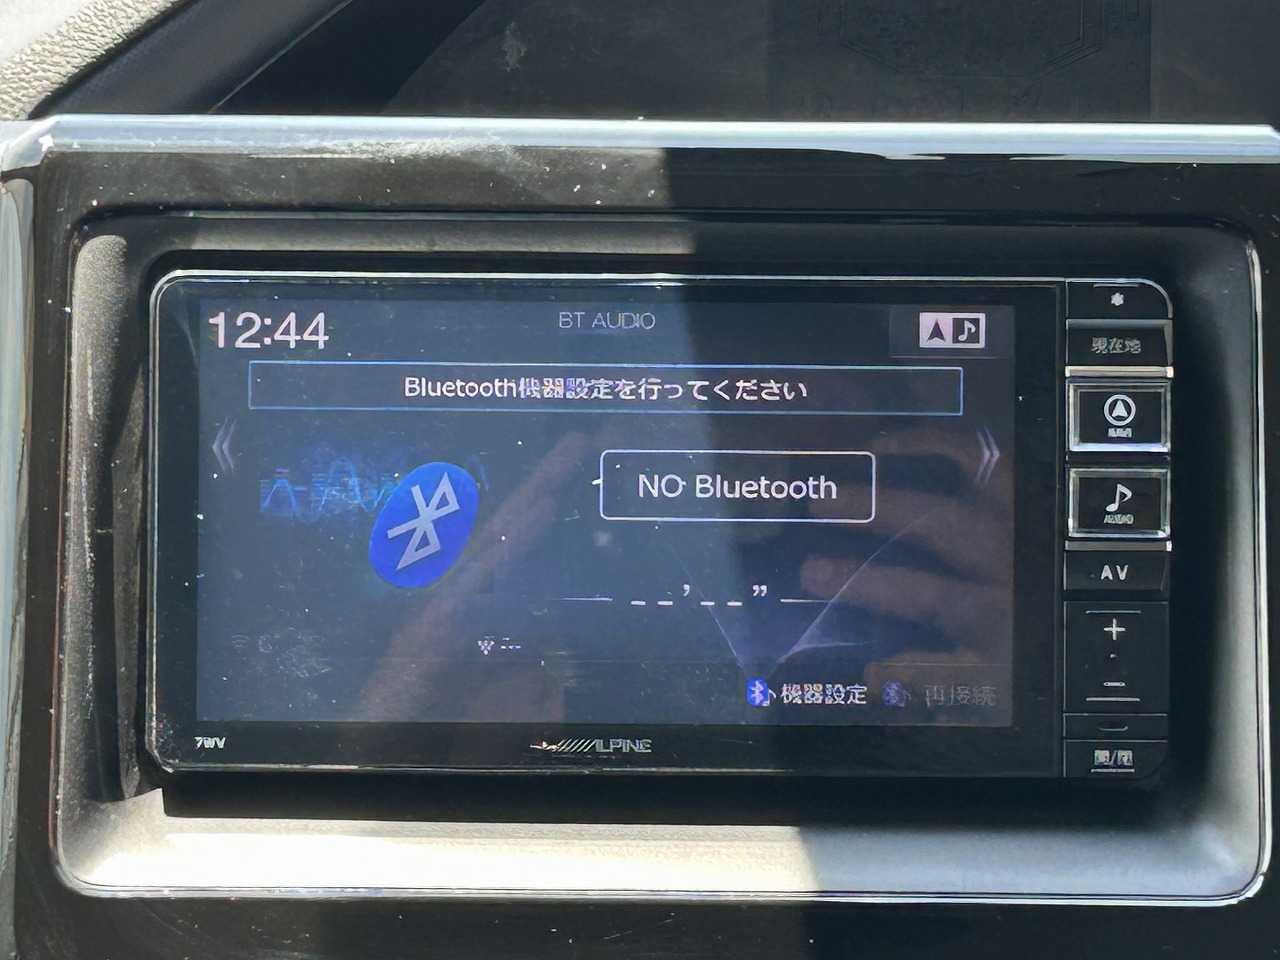 12:44
BT AUDIO
現在地
Bluetooth機器設定を行ってください
NO Bluetooth
AUDIO
AV
--'--"
機器設定
再接続
7WV
ALPINE